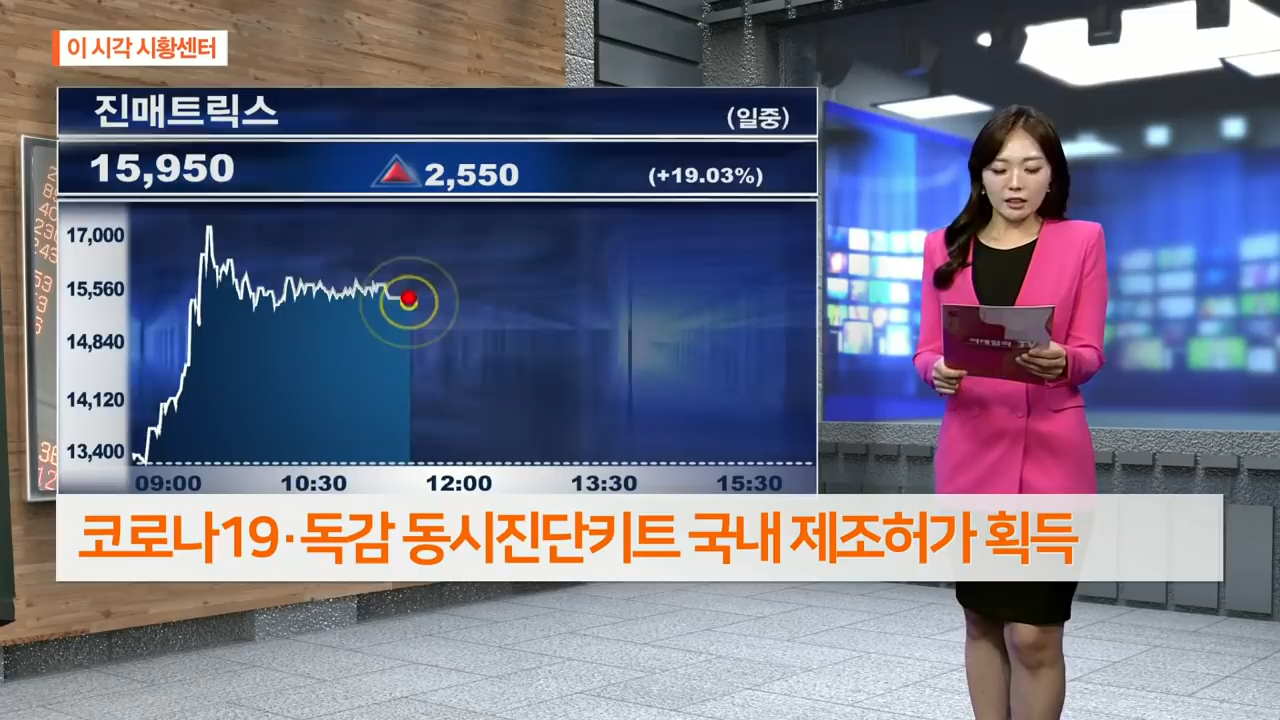 이 시각 시황센터
진매트릭스 (일중)
15,950 2,550 (+19.03%)
17,000
15,560
14,840
14,120
13,400
09:00 10:30 12:00 13:30 15:30
코로나19·독감 동시진단키트 국내 제조허가 획득